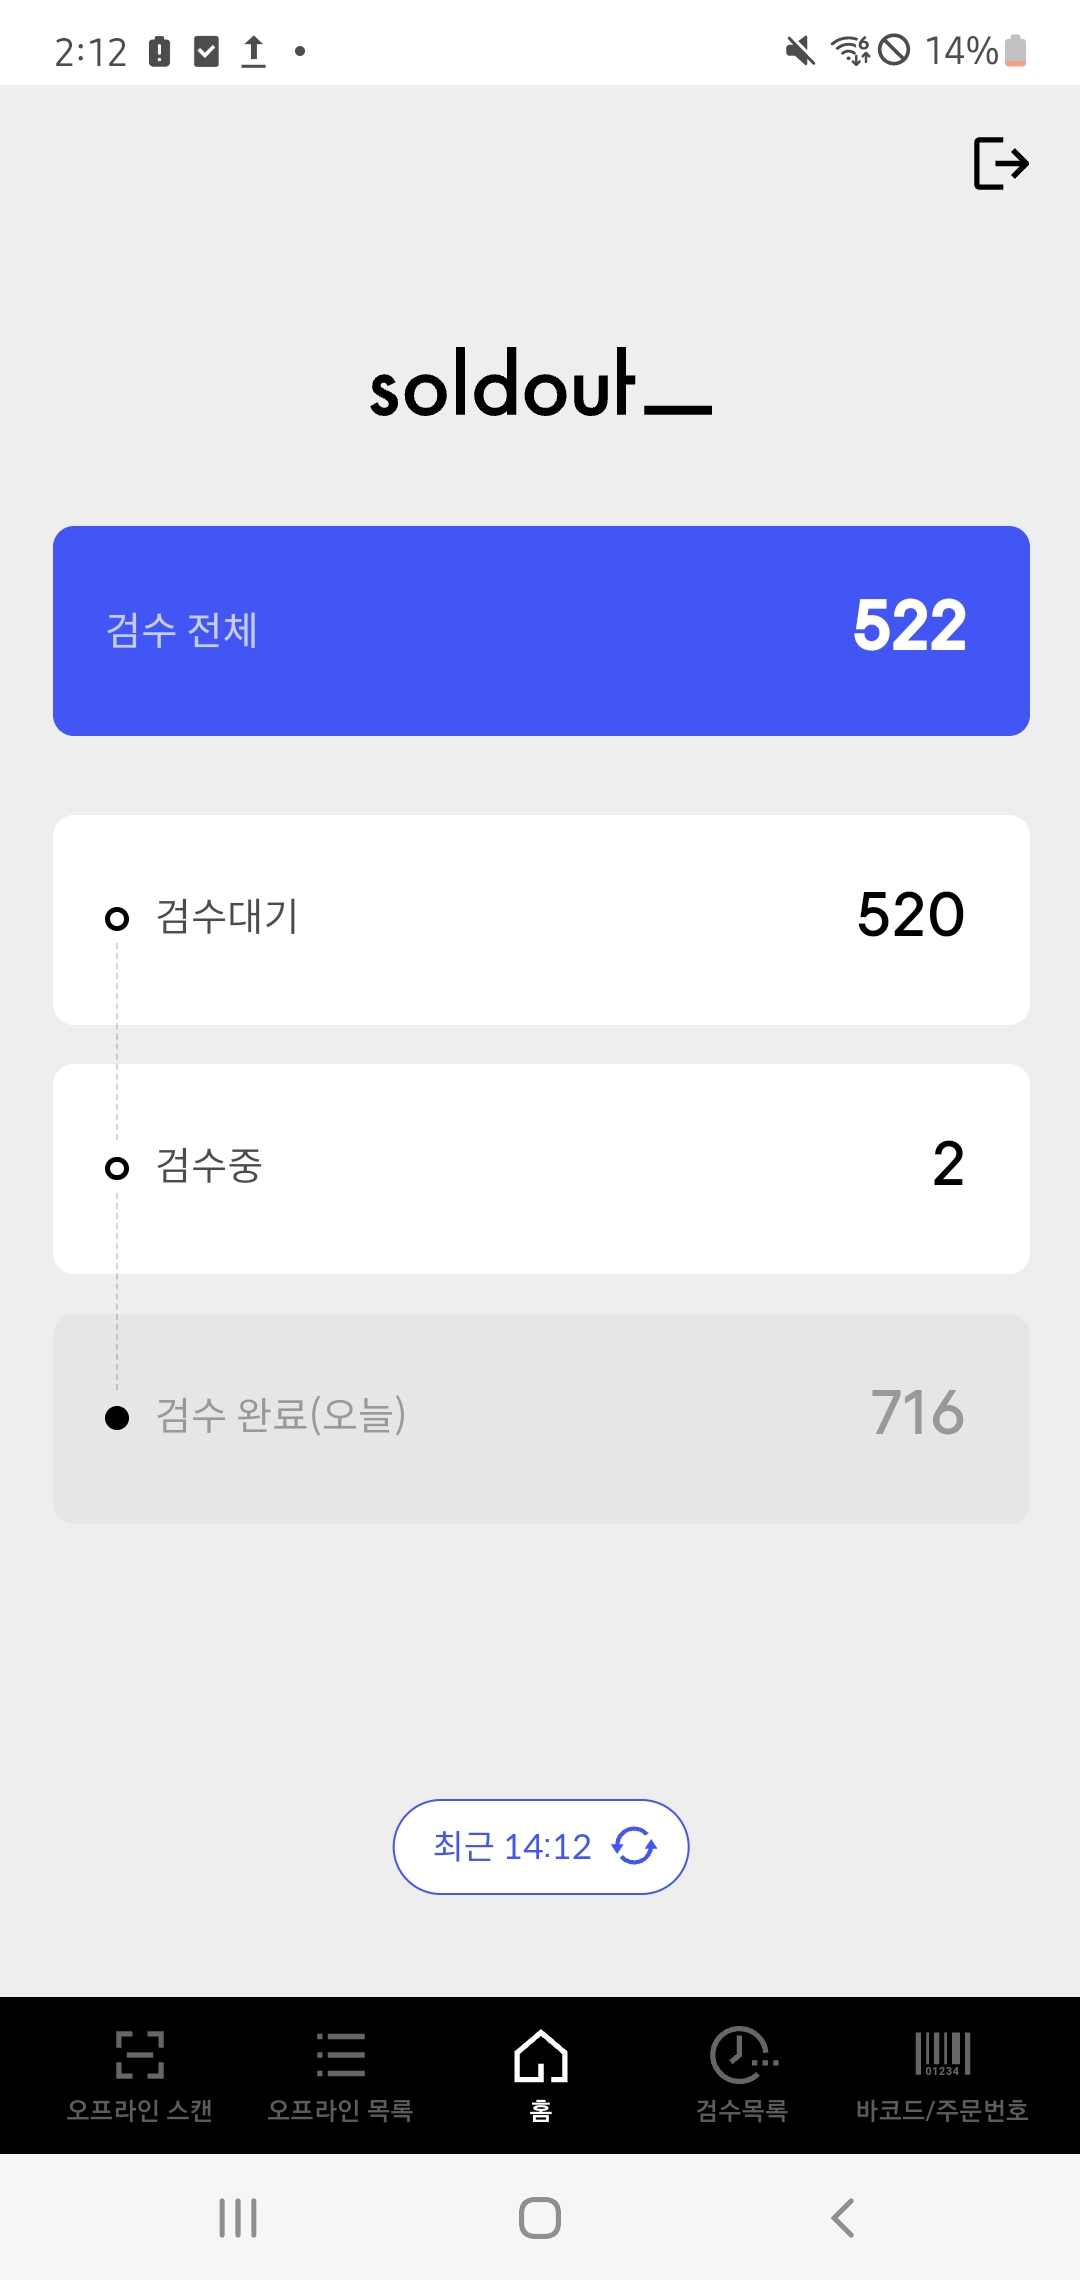 2:12
14%
soldout
검수 전체
522
검수대기
520
검수중
2
검수 완료(오늘)
716
최근 14:12
01234
오프라인 스캔
오프라인 목록
홈
검수목록
바코드/주문번호